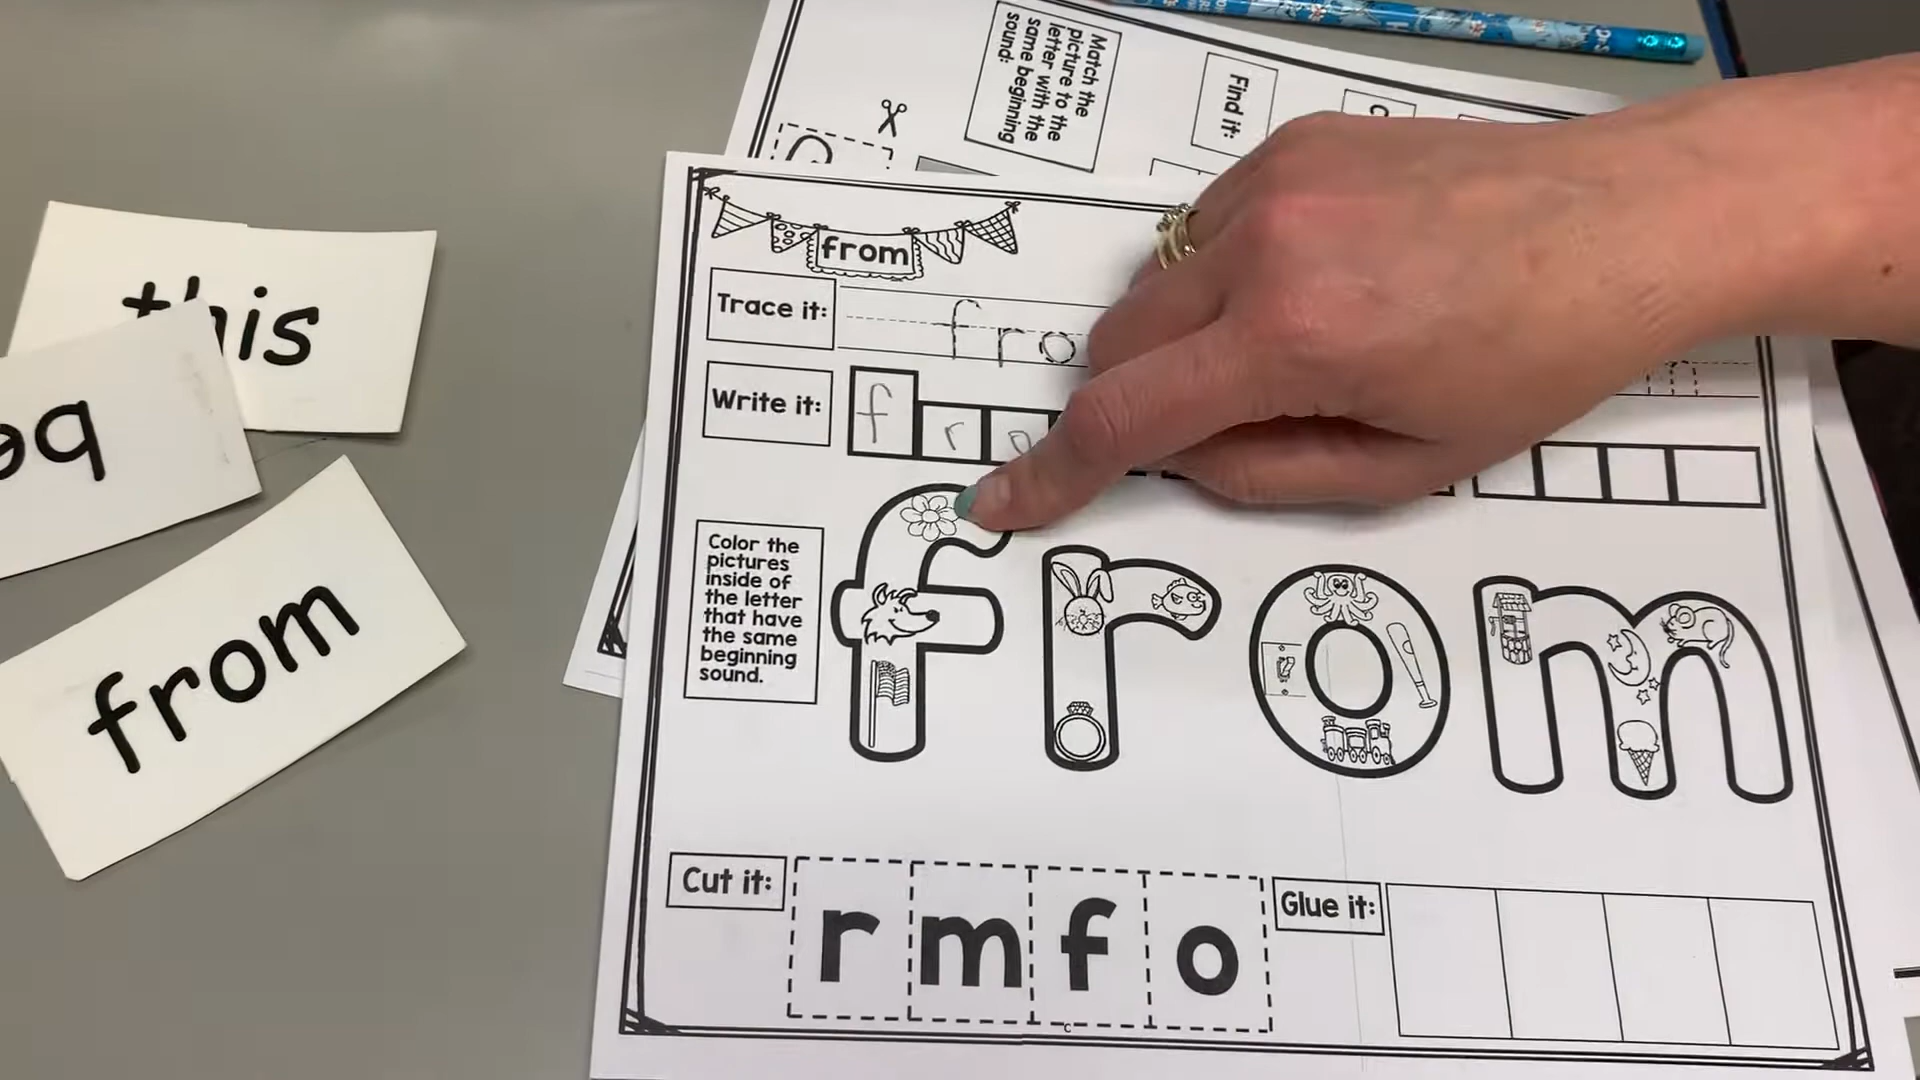 Match the
picture to the
letter with the
same beginning
sound:
Find it:
this
be
from
from
Trace it:
fro
Write it:
f r o
Color the
pictures
inside of
the letter
that have
the same
beginning
sound.
from
Cut it:
r m f o
Glue it: